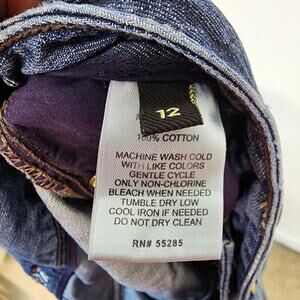 12
100% COTTON
MACHINE WASH COLD
WITH LIKE COLORS
GENTLE CYCLE
ONLY NON-CHLORINE
BLEACH WHEN NEEDED
TUMBLE DRY LOW
COOL IRON IF NEEDED
DO NOT DRY CLEAN
RN# 55285